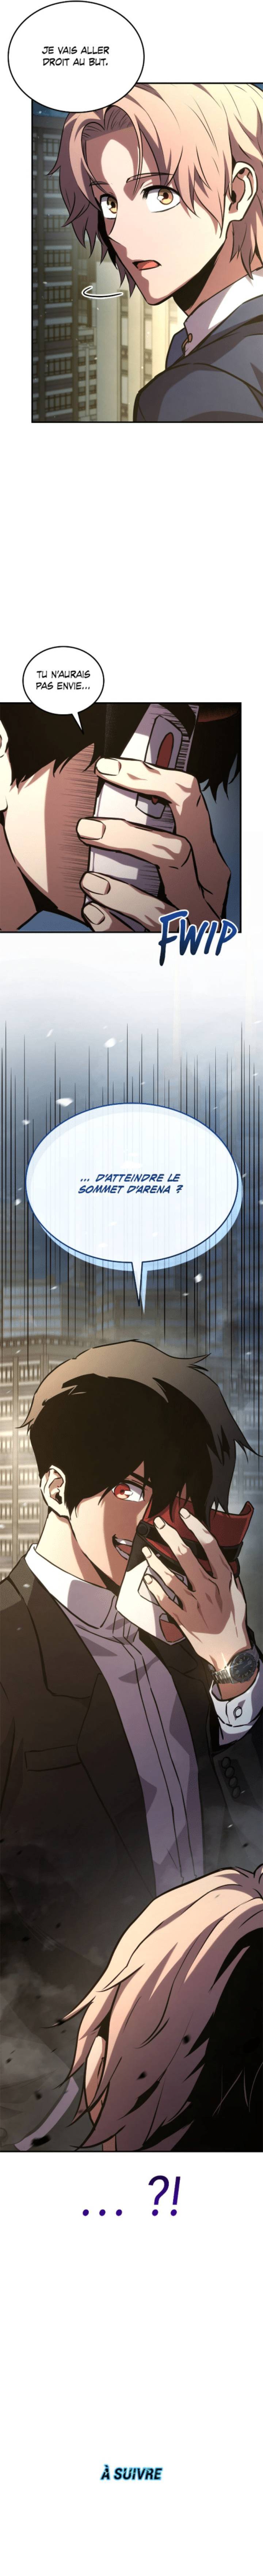 JE VAIS ALLER
DROIT AU BUT.
TU N'AURAIS
PAS ENVIE...
FWIP
... D'ATTEINDRE LE
SOMMET D'ARENA ?
... ?!
À SUIVRE